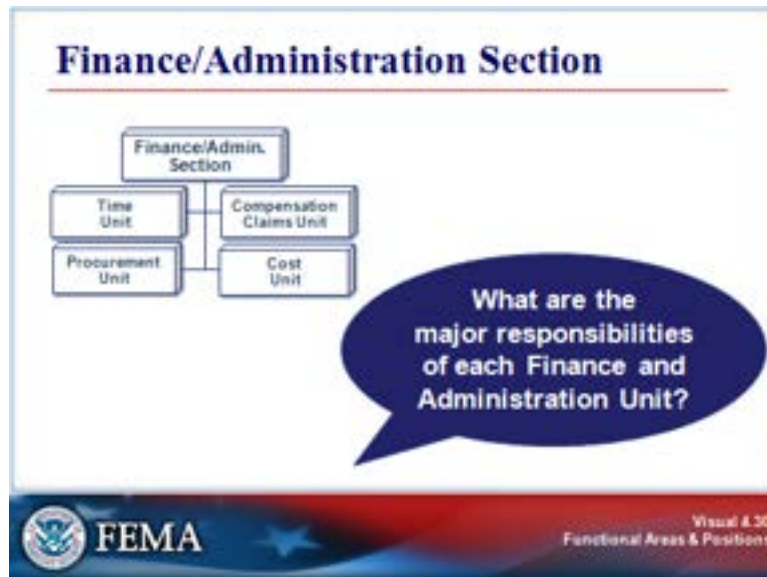 Finance/Administration Section
Finance/Admin.
Section
Time
Unit
Compensation
Claims Unit
Procurement
Unit
Cost
Unit
What are the
major responsibilities
of each Finance and
Administration Unit?
FEMA
Visual 4.30
Functional Areas & Positions